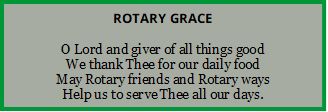 ROTARY GRACE
O Lord and giver of all things good
We thank Thee for our daily food
May Rotary friends and Rotary ways
Help us to serve Thee all our days.